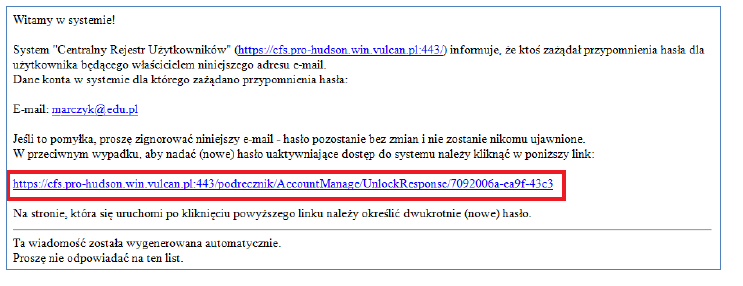 Witamy w systemie!
System "Centralny Rejestr Użytkowników" (https://cfs.pro-hudson.win.vulcan.pl:443/) informuje, że ktoś zażądał przypomnienia hasła dla
użytkownika będącego właścicielem niniejszego adresu e-mail.
Dane konta w systemie dla którego zażądano przypomnienia hasła:
E-mail: marczyk@edu.pl
Jeśli to pomyłka, proszę zignorować niniejszy e-mail - hasło pozostanie bez zmian i nie zostanie nikomu ujawnione.
W przeciwnym wypadku, aby nadać (nowe) hasło uaktywniające dostęp do systemu należy kliknąć w poniższy link:
https://cfs.pro-hudson.win.vulcan.pl:443/podrecznik/AccountManage/UnlockResponse/7092006a-ea9f-43c3
Na stronie, która się uruchomi po kliknięciu powyższego linku należy określić dwukrotnie (nowe) hasło.
Ta wiadomość została wygenerowana automatycznie.
Proszę nie odpowiadać na ten list.